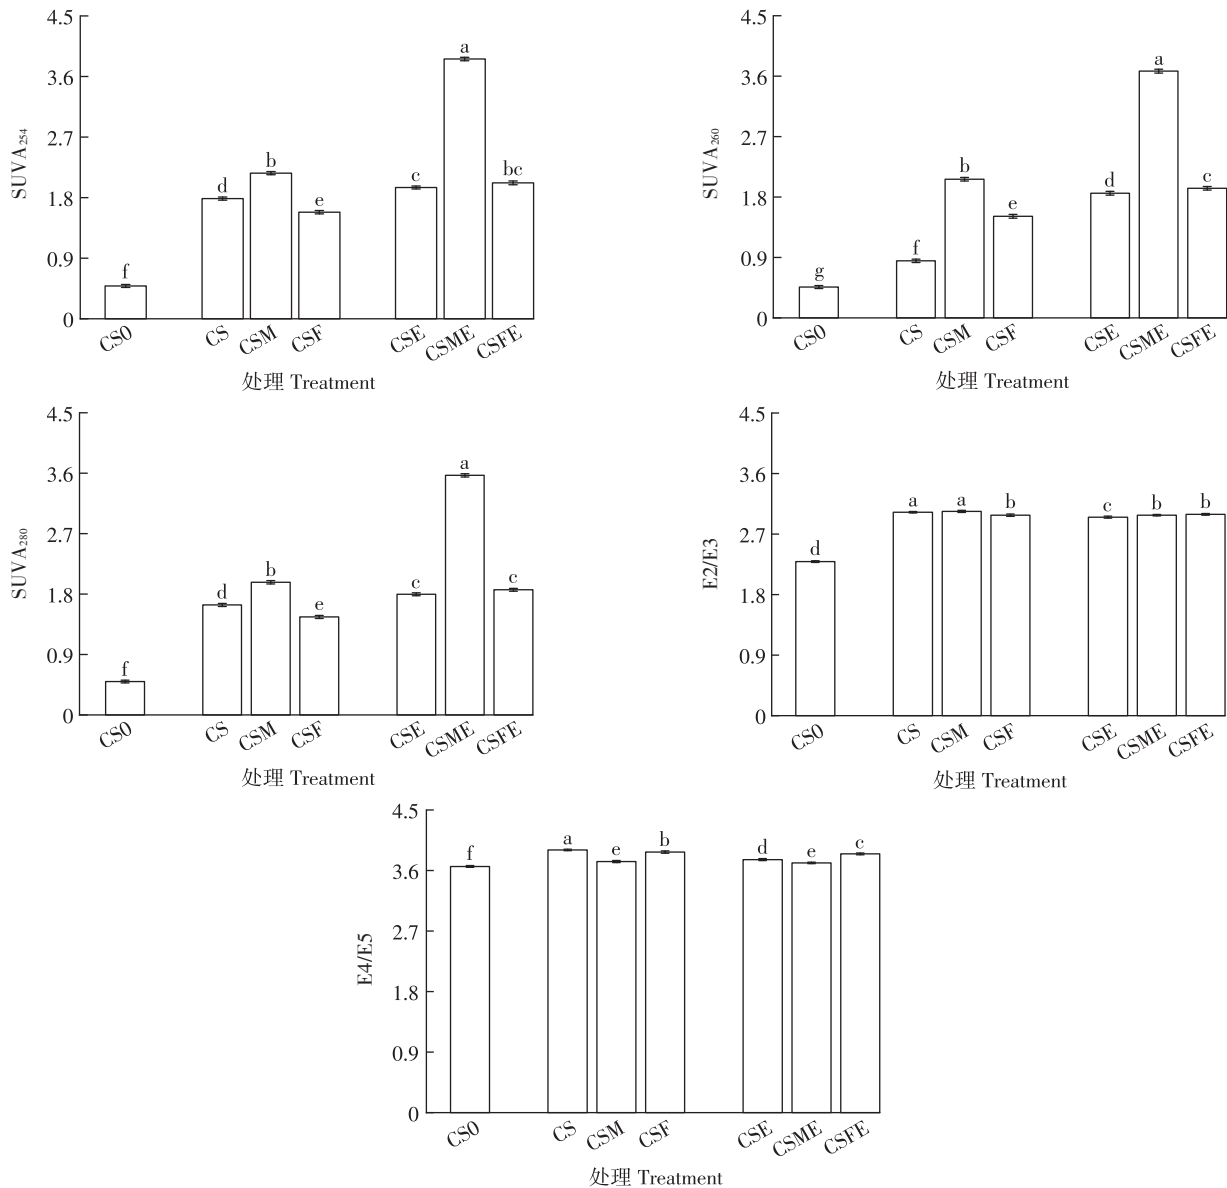 4.5
3.6
2.7
1.8
0.9
0
SUVA254
f
d
b
e
c
a
bc
CS0
CS
CSM
CSF
CSE
CSME
CSFE
处理 Treatment
4.5
3.6
2.7
1.8
0.9
0
SUVA260
g
f
b
e
d
a
c
CS0
CS
CSM
CSF
CSE
CSME
CSFE
处理 Treatment
4.5
3.6
2.7
1.8
0.9
0
SUVA280
f
d
b
e
c
a
c
CS0
CS
CSM
CSF
CSE
CSME
CSFE
处理 Treatment
4.5
3.6
2.7
1.8
0.9
0
E2/E3
d
a
a
b
c
b
b
CS0
CS
CSM
CSF
CSE
CSME
CSFE
处理 Treatment
4.5
3.6
2.7
1.8
0.9
0
E4/E5
f
a
e
b
d
e
c
CS0
CS
CSM
CSF
CSE
CSME
CSFE
处理 Treatment